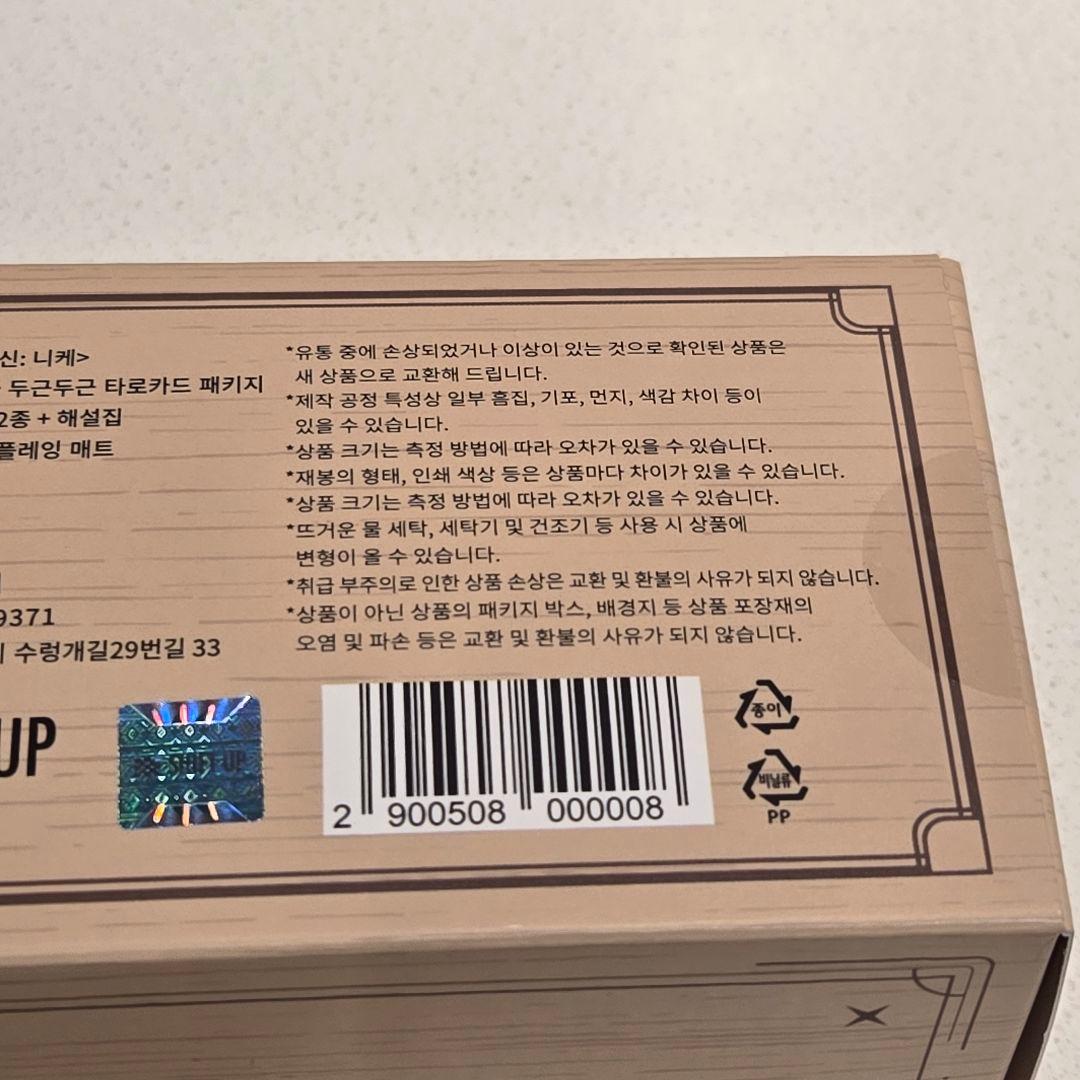 신: 니케>
두근두근 타로카드 패키지
2종 + 해설집
플레잉 매트
9371
수렁개길29번길 33
*유통 중에 손상되었거나 이상이 있는 것으로 확인된 상품은
새 상품으로 교환해 드립니다.
*제작 공정 특성상 일부 흠집, 기포, 먼지, 색감 차이 등이
있을 수 있습니다.
*상품 크기는 측정 방법에 따라 오차가 있을 수 있습니다.
*재봉의 형태, 인쇄 색상 등은 상품마다 차이가 있을 수 있습니다.
*상품 크기는 측정 방법에 따라 오차가 있을 수 있습니다.
*뜨거운 물 세탁, 세탁기 및 건조기 등 사용 시 상품에
변형이 올 수 있습니다.
*취급 부주의로 인한 상품 손상은 교환 및 환불의 사유가 되지 않습니다.
*상품이 아닌 상품의 패키지 박스, 배경지 등 상품 포장재의
오염 및 파손 등은 교환 및 환불의 사유가 되지 않습니다.
UP
SHIFT UP
2 900508 000008
종이
비닐류
PP